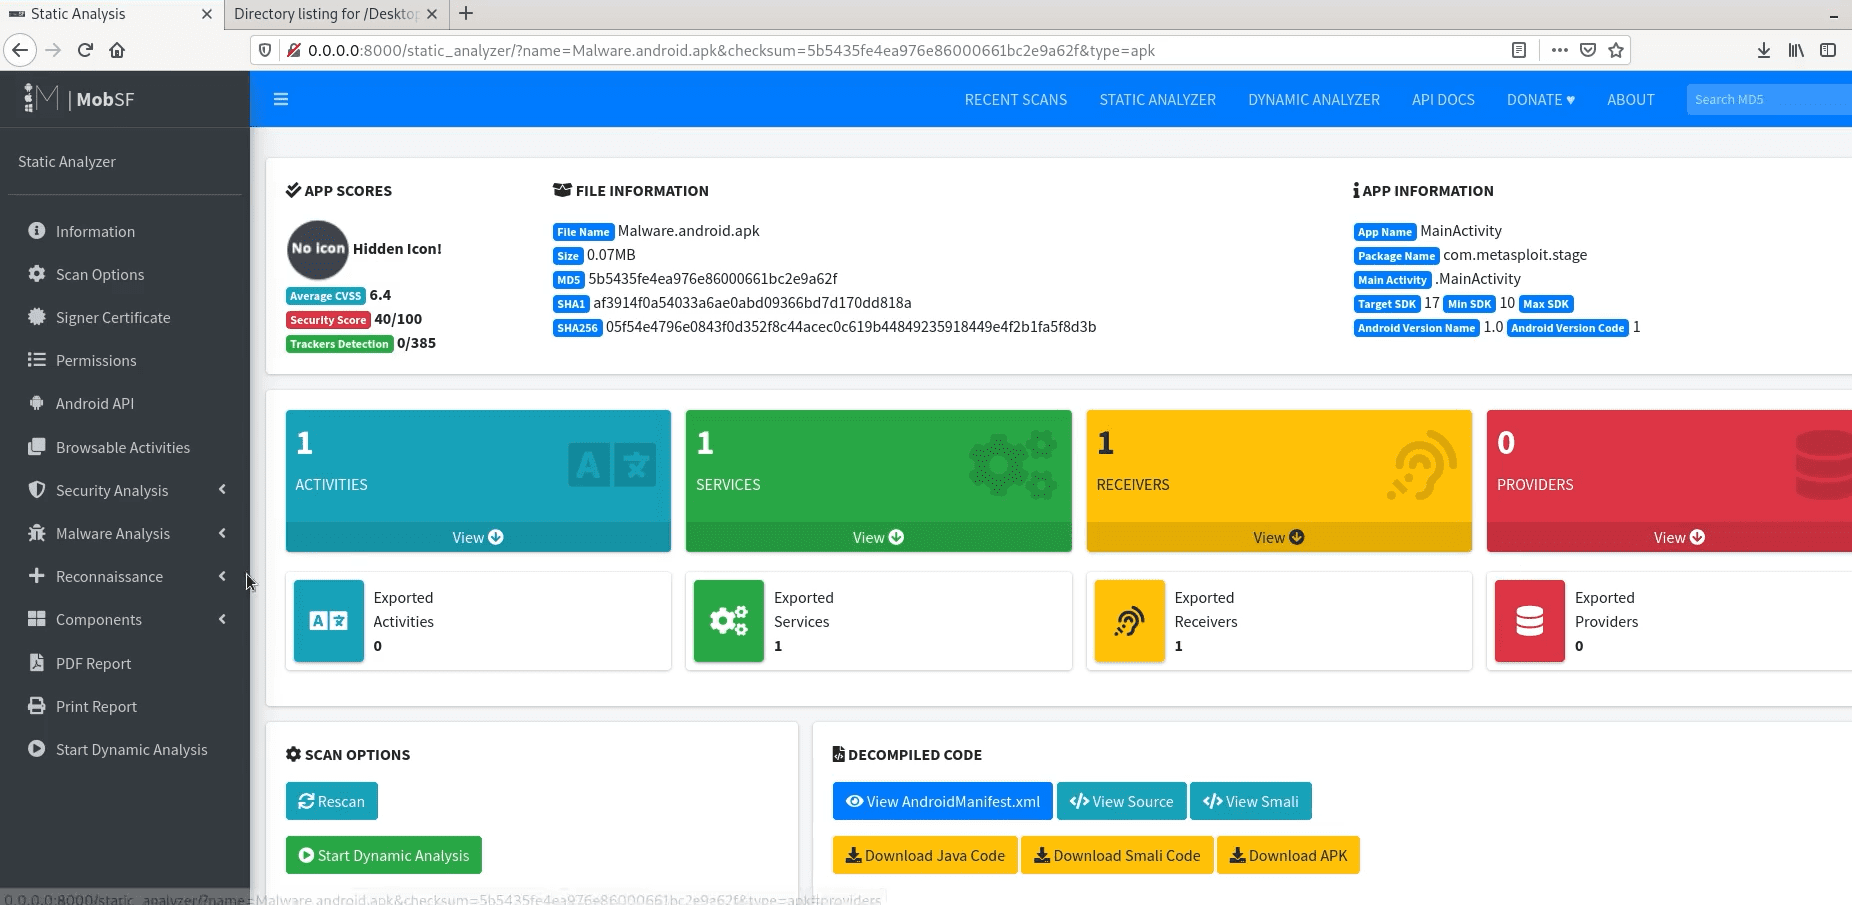 Static Analysis
Directory listing for /Deskto
0.0.0.0:8000/static_analyzer/?name=Malware.android.apk&checksum=5b5435fe4ea976e86000661bc2e9a62f&type=apk
| MobSF
RECENT SCANS STATIC ANALYZER DYNAMIC ANALYZER API DOCS DONATE ♥ ABOUT Search MD5
Static Analyzer
Information
Scan Options
Signer Certificate
Permissions
Android API
Browsable Activities
Security Analysis
Malware Analysis
Reconnaissance
Components
PDF Report
Print Report
Start Dynamic Analysis
APP SCORES
No icon Hidden Icon!
Average CVSS 6.4
Security Score 40/100
Trackers Detection 0/385
FILE INFORMATION
File Name Malware.android.apk
Size 0.07MB
MD5 5b5435fe4ea976e86000661bc2e9a62f
SHA1 af3914f0a54033a6ae0abd09366bd7d170dd818a
SHA256 05f54e4796e0843f0d352f8c44acec0c619b44849235918449e4f2b1fa5f8d3b
APP INFORMATION
App Name MainActivity
Package Name com.metasploit.stage
Main Activity .MainActivity
Target SDK 17 Min SDK 10 Max SDK
Android Version Name 1.0 Android Version Code 1
1
ACTIVITIES
View
1
SERVICES
View
1
RECEIVERS
View
0
PROVIDERS
View
Exported
Activities
0
Exported
Services
1
Exported
Receivers
1
Exported
Providers
0
SCAN OPTIONS
Rescan
Start Dynamic Analysis
DECOMPILED CODE
View AndroidManifest.xml View Source View Smali
Download Java Code Download Smali Code Download APK
0.0.0.0:8000/static_analyzer/?name=Malware.android.apk&checksum=5b5435fe4ea976e86000661bc2e9a62f&type=apk#providers